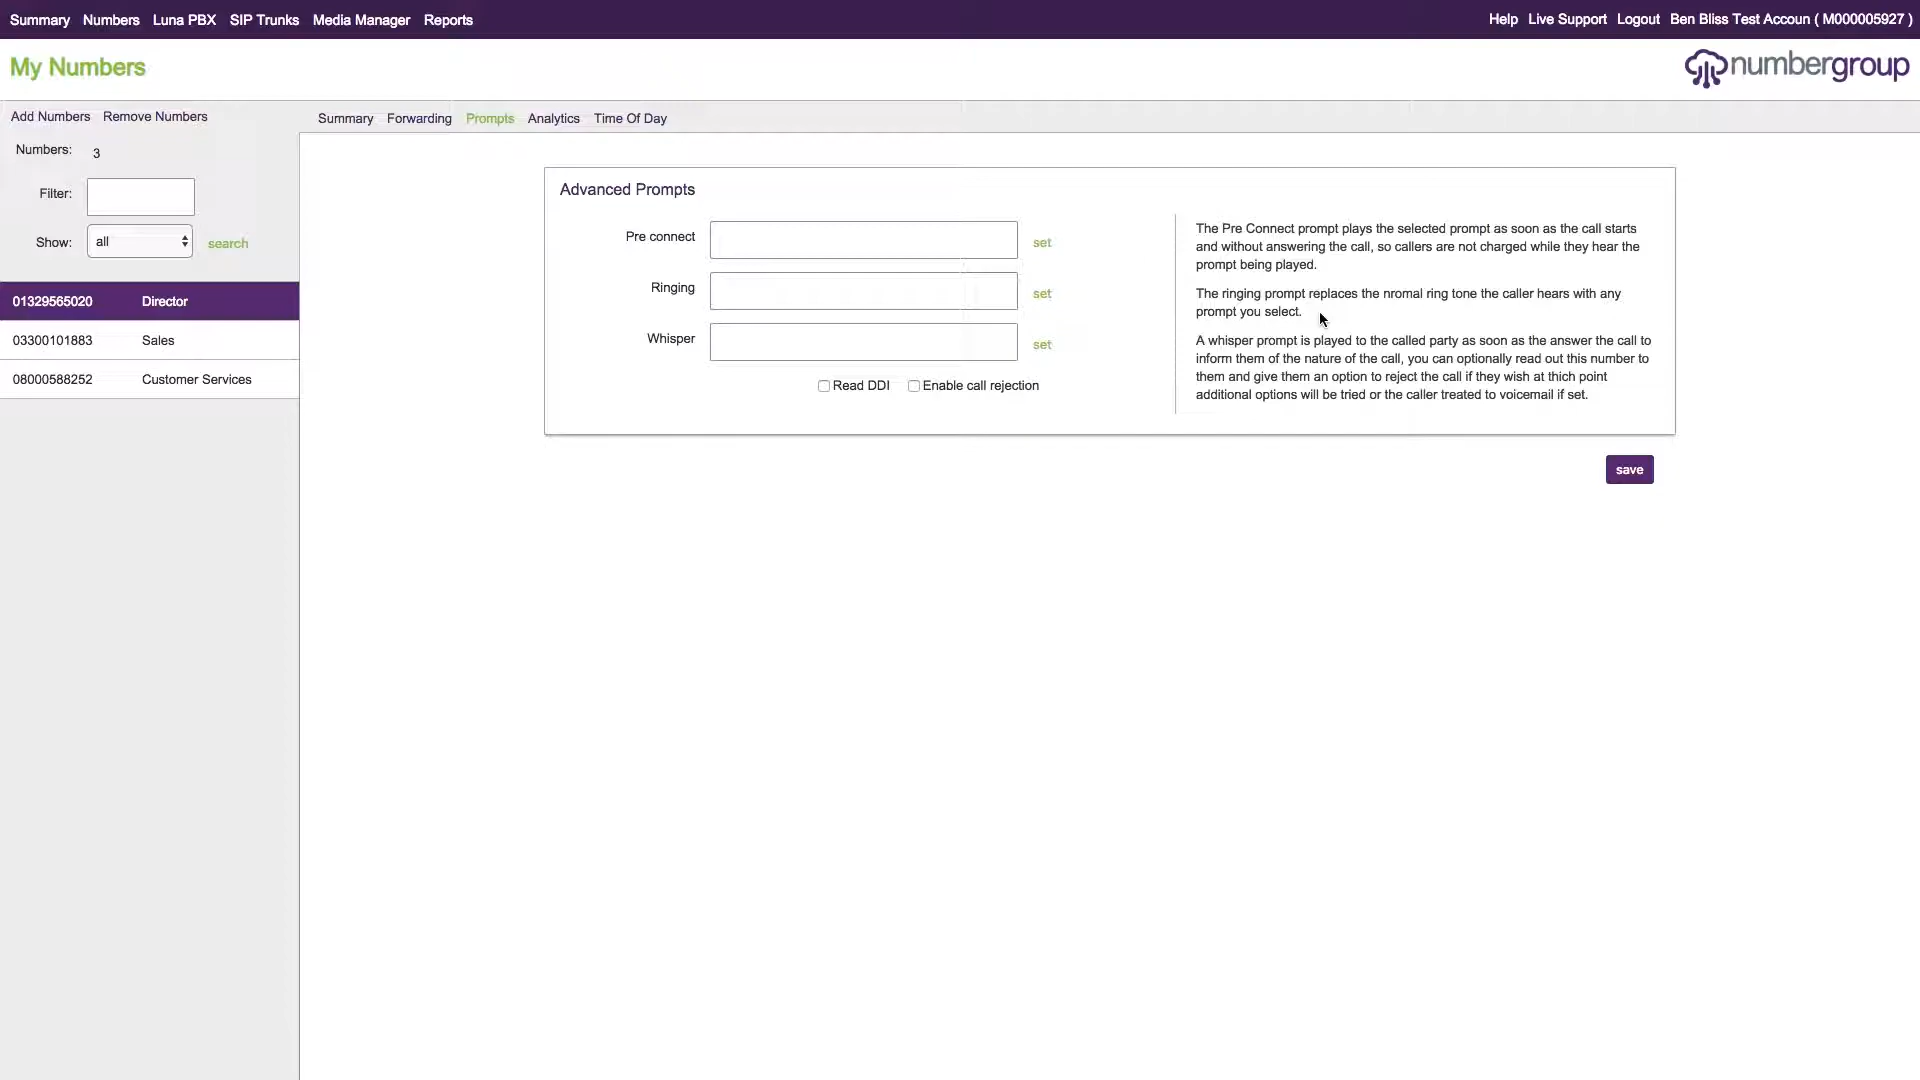 Summary Numbers Luna PBX SIP Trunks Media Manager Reports
Help Live Support Logout Ben Bliss Test Accoun ( M000005927 )
My Numbers
numbergroup
Add Numbers Remove Numbers
Summary Forwarding Prompts Analytics Time Of Day
Numbers: 3
Filter:
Show: all search
01329565020 Director
03300101883 Sales
08000588252 Customer Services
Advanced Prompts
Pre connect set
Ringing set
Whisper set
Read DDI Enable call rejection
The Pre Connect prompt plays the selected prompt as soon as the call starts
and without answering the call, so callers are not charged while they hear the
prompt being played.
The ringing prompt replaces the nromal ring tone the caller hears with any
prompt you select.
A whisper prompt is played to the called party as soon as the answer the call to
inform them of the nature of the call, you can optionally read out this number to
them and give them an option to reject the call if they wish at thich point
additional options will be tried or the caller treated to voicemail if set.
save